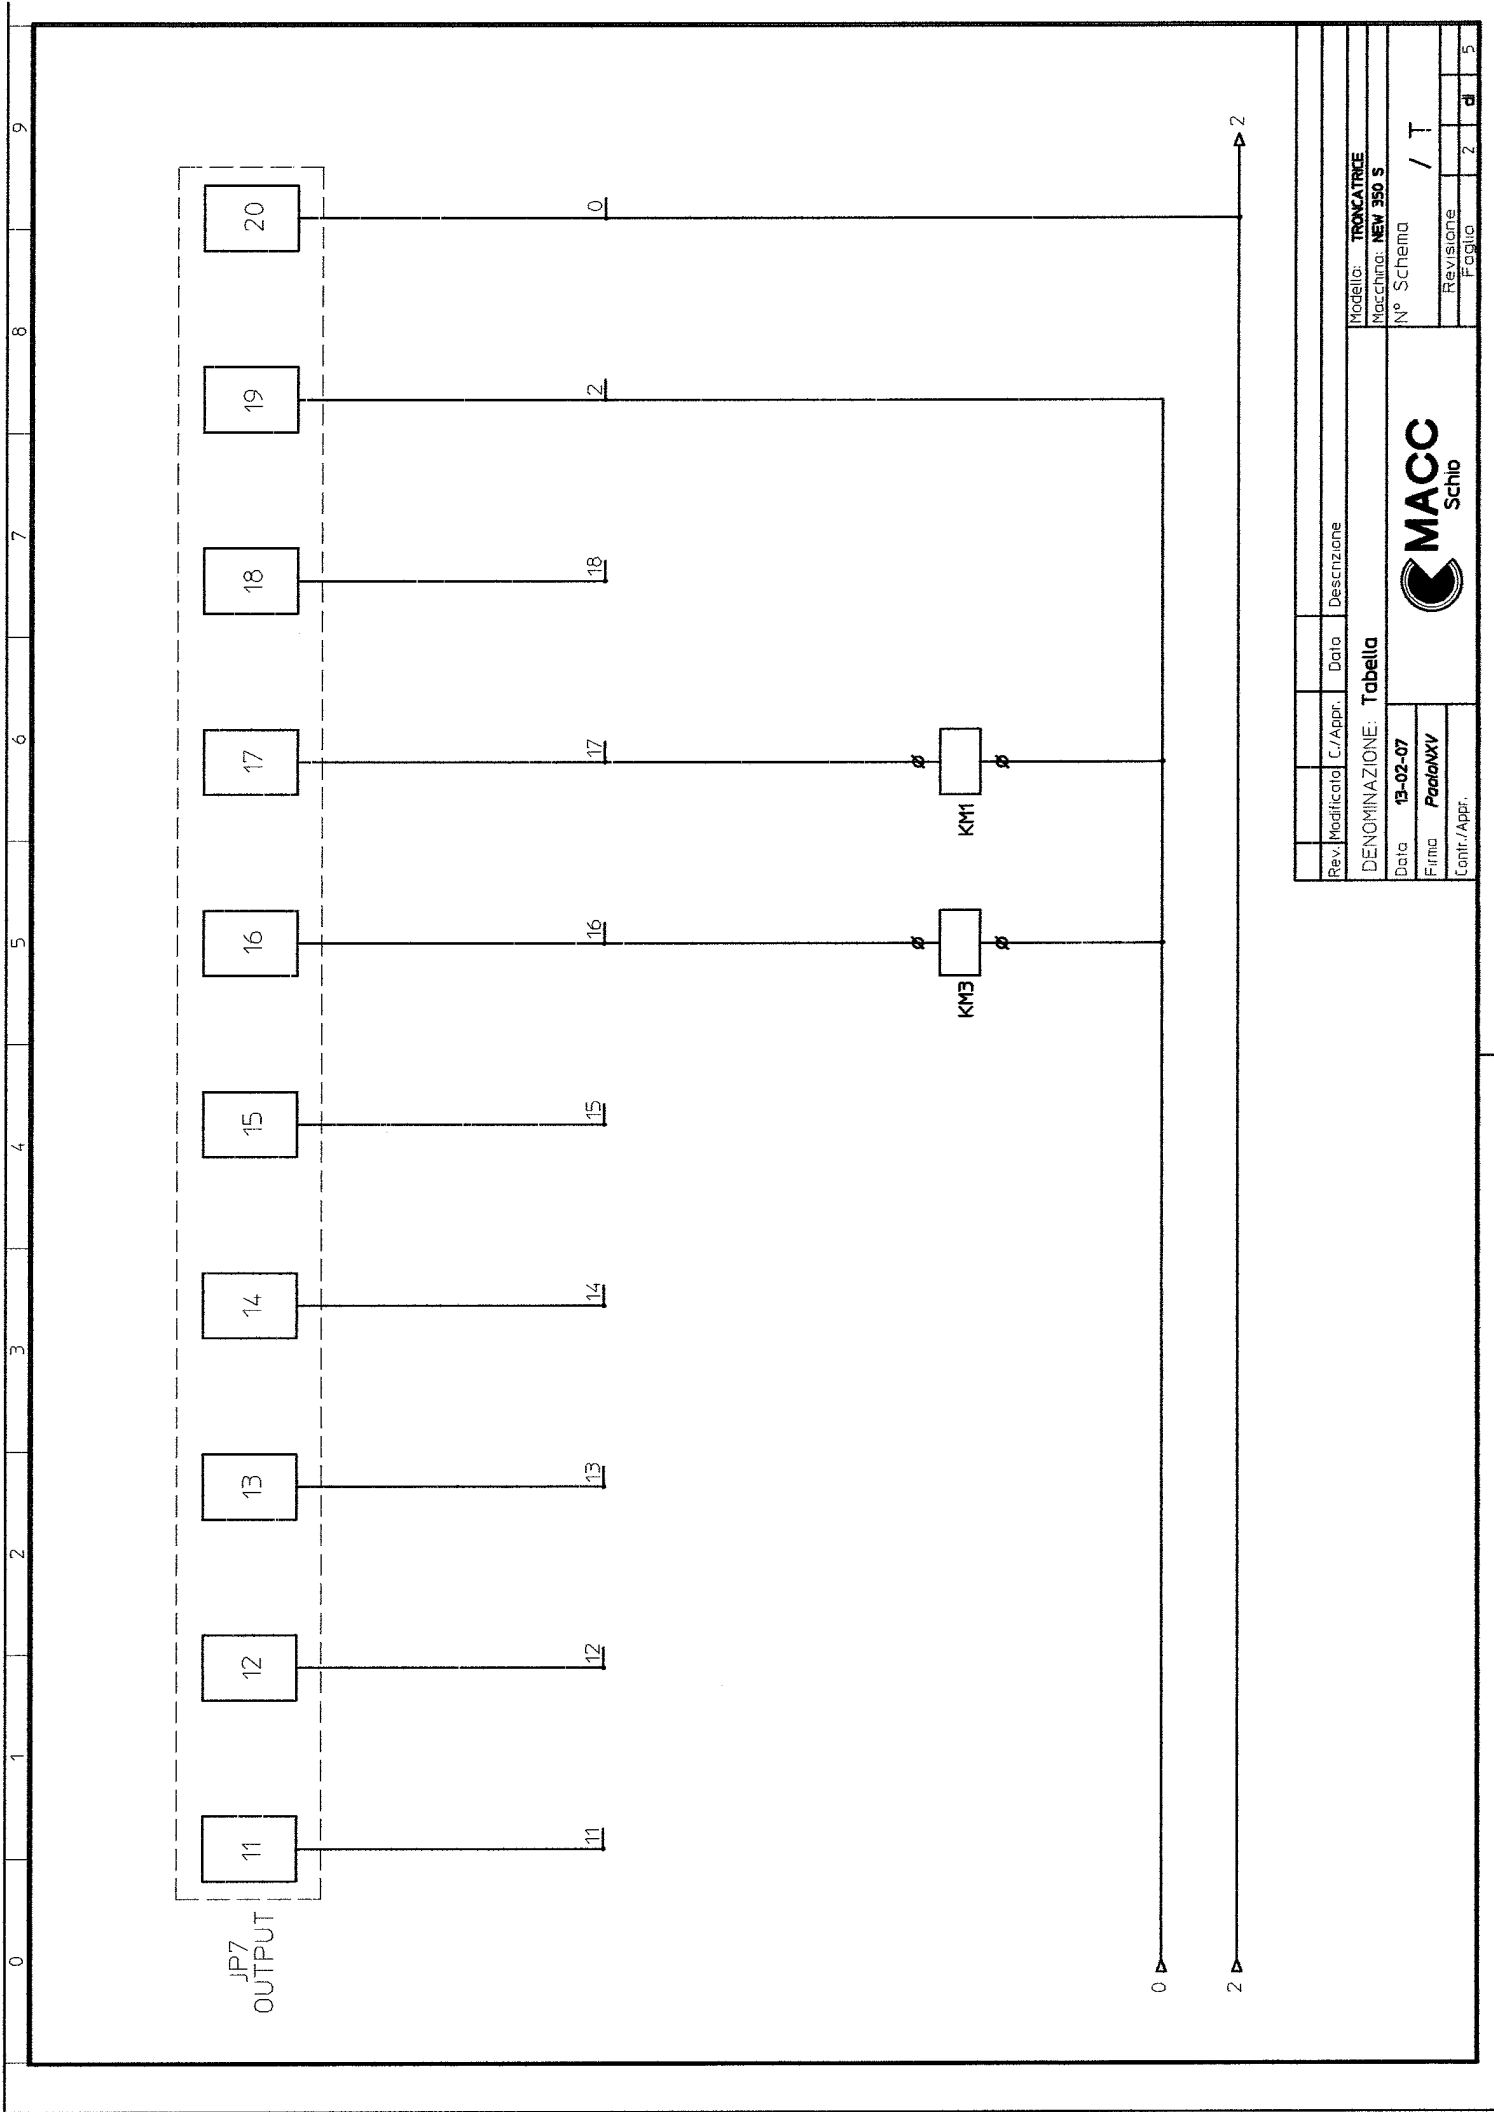 0 1 2 3 4 5 6 7 8 9
JP7
OUTPUT
11 12 13 14 15 16 17 18 19 20
11 12 13 14 15 16 17 18 2 0
KM3 KM1
0
2 2
Rev. Modificato C./Appr. Data Descrizione
DENOMINAZIONE: Tabella
Modello: TRONCATRICE
Macchina: NEW 350 S
Data 13-02-07
Firma PaoloNXV
Contr./Appr.
MACC
Schio
N° Schema / T
Revisione
Foglio 2 di 5